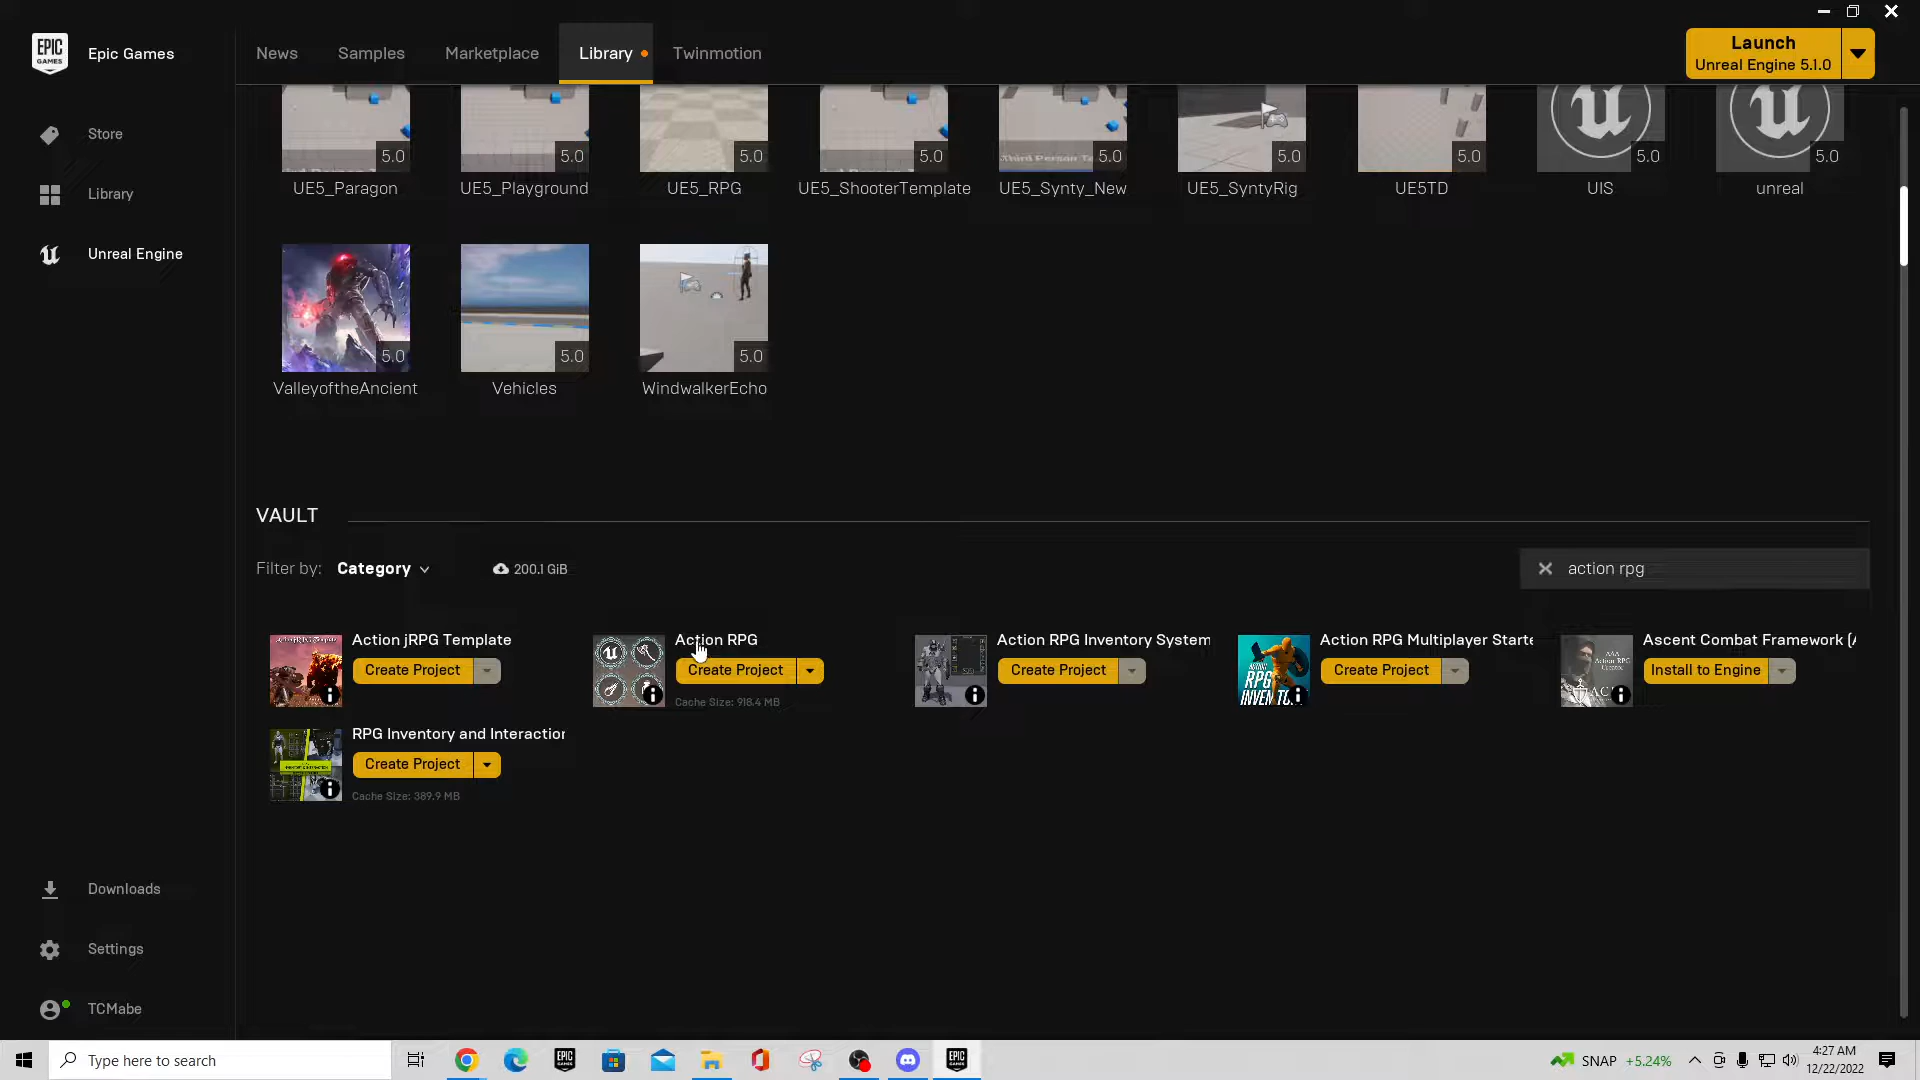 EPIC GAMES
Epic Games
News
Samples
Marketplace
Library
Twinmotion
Launch
Unreal Engine 5.1.0
Store
Library
Unreal Engine
5.0
5.0
5.0
5.0
5.0
5.0
5.0
5.0
5.0
UE5_Paragon
UE5_Playground
UE5_RPG
UE5_ShooterTemplate
UE5_Synty_New
UE5_SyntyRig
UE5TD
UIS
unreal
5.0
5.0
5.0
ValleyoftheAncient
Vehicles
WindwalkerEcho
VAULT
Filter by:
Category
200.1 GiB
action rpg
Action jRPG Template
Create Project
Action RPG
Create Project
Cache Size: 918.4 MB
Action RPG Inventory System
Create Project
Action RPG Multiplayer Starte
Create Project
Ascent Combat Framework (A
Install to Engine
RPG Inventory and Interaction
Create Project
Cache Size: 389.9 MB
Downloads
Settings
TCMabe
Type here to search
SNAP +5.24%
4:27 AM
12/22/2022